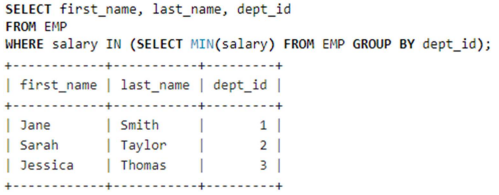 SELECT first_name, last_name, dept_id
FROM EMP
WHERE salary IN (SELECT MIN(salary) FROM EMP GROUP BY dept_id);
+------------+-----------+---------+
| first_name | last_name | dept_id |
+------------+-----------+---------+
| Jane       | Smith     |       1 |
| Sarah      | Taylor    |       2 |
| Jessica    | Thomas    |       3 |
+------------+-----------+---------+